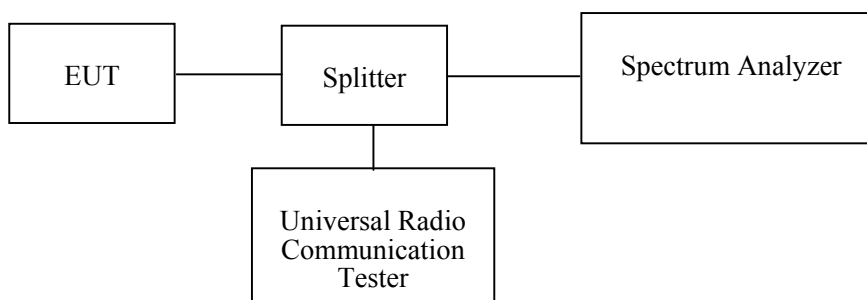 EUT
Splitter
Spectrum Analyzer
Universal Radio
Communication
Tester